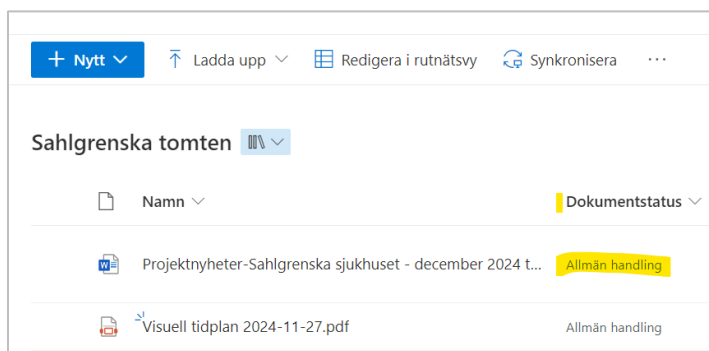 Nytt Ladda upp Redigera i rutnätsvy Synkronisera ...
Sahlgrenska tomten
Namn Dokumentstatus
Projektnyheter-Sahlgrenska sjukhuset - december 2024 t... Allmän handling
Visuell tidplan 2024-11-27.pdf Allmän handling